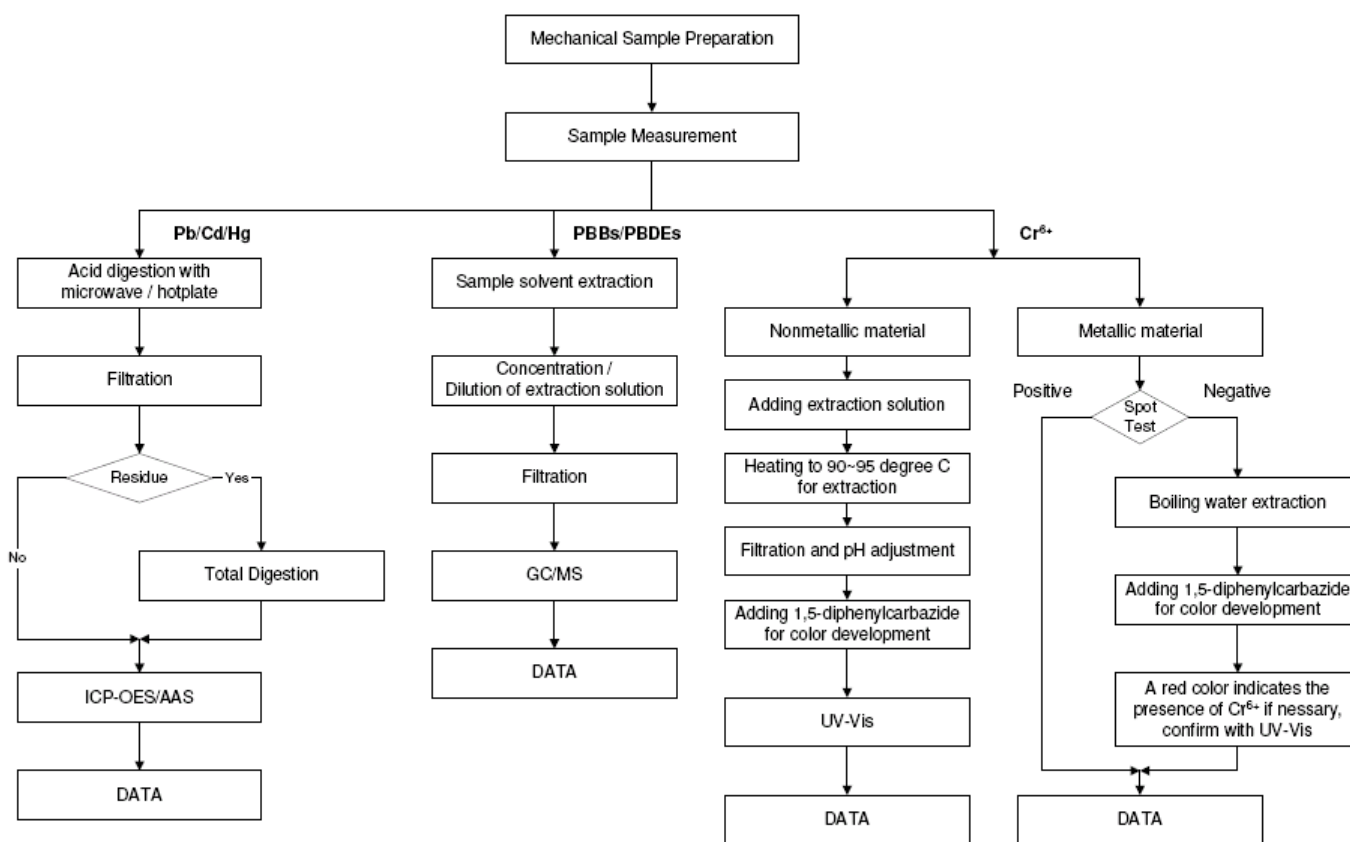 Mechanical Sample Preparation
Sample Measurement
Pb/Cd/Hg
PBBs/PBDEs
Cr⁶⁺
Acid digestion with
microwave / hotplate
Sample solvent extraction
Nonmetallic material
Metallic material
Filtration
Concentration /
Dilution of extraction solution
Adding extraction solution
Positive
Spot
Test
Negative
Residue
Yes
No
Filtration
Heating to 90~95 degree C
for extraction
Boiling water extraction
Total Digestion
GC/MS
Filtration and pH adjustment
Adding 1,5-diphenylcarbazide
for color development
Adding 1,5-diphenylcarbazide
for color development
ICP-OES/AAS
DATA
UV-Vis
A red color indicates the
presence of Cr⁶⁺ if nessary,
confirm with UV-Vis
DATA
DATA
DATA